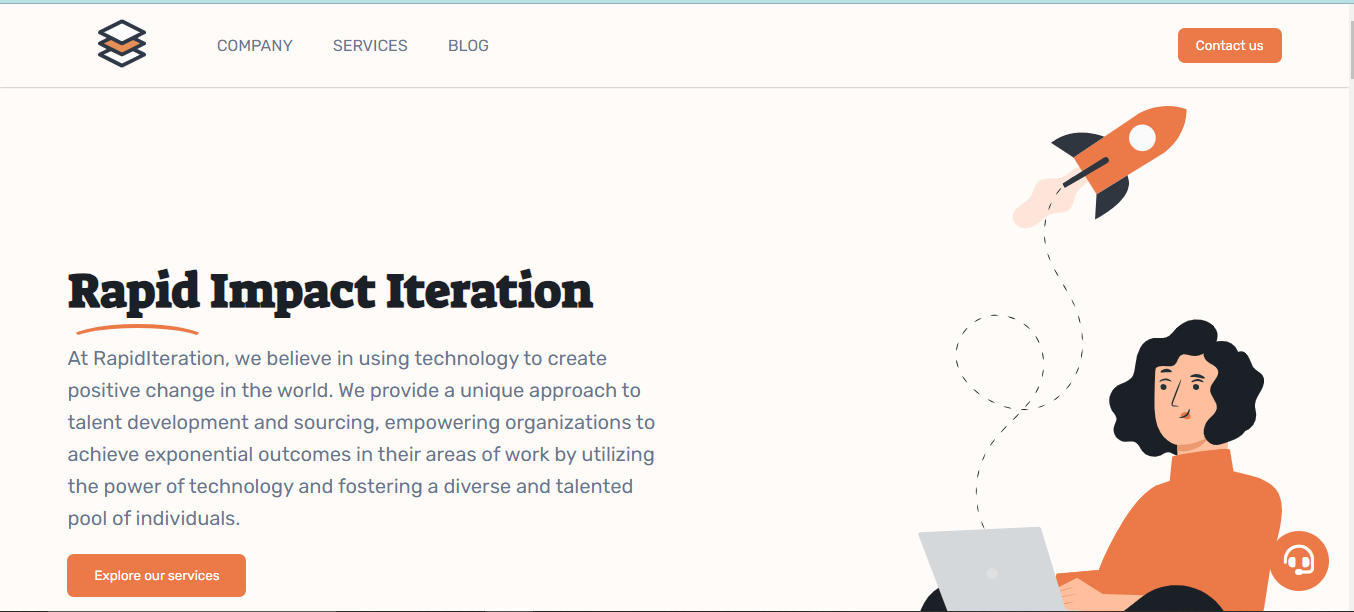 COMPANY
SERVICES
BLOG
Contact us
Rapid Impact Iteration
At RapidIteration, we believe in using technology to create
positive change in the world. We provide a unique approach to
talent development and sourcing, empowering organizations to
achieve exponential outcomes in their areas of work by utilizing
the power of technology and fostering a diverse and talented
pool of individuals.
Explore our services